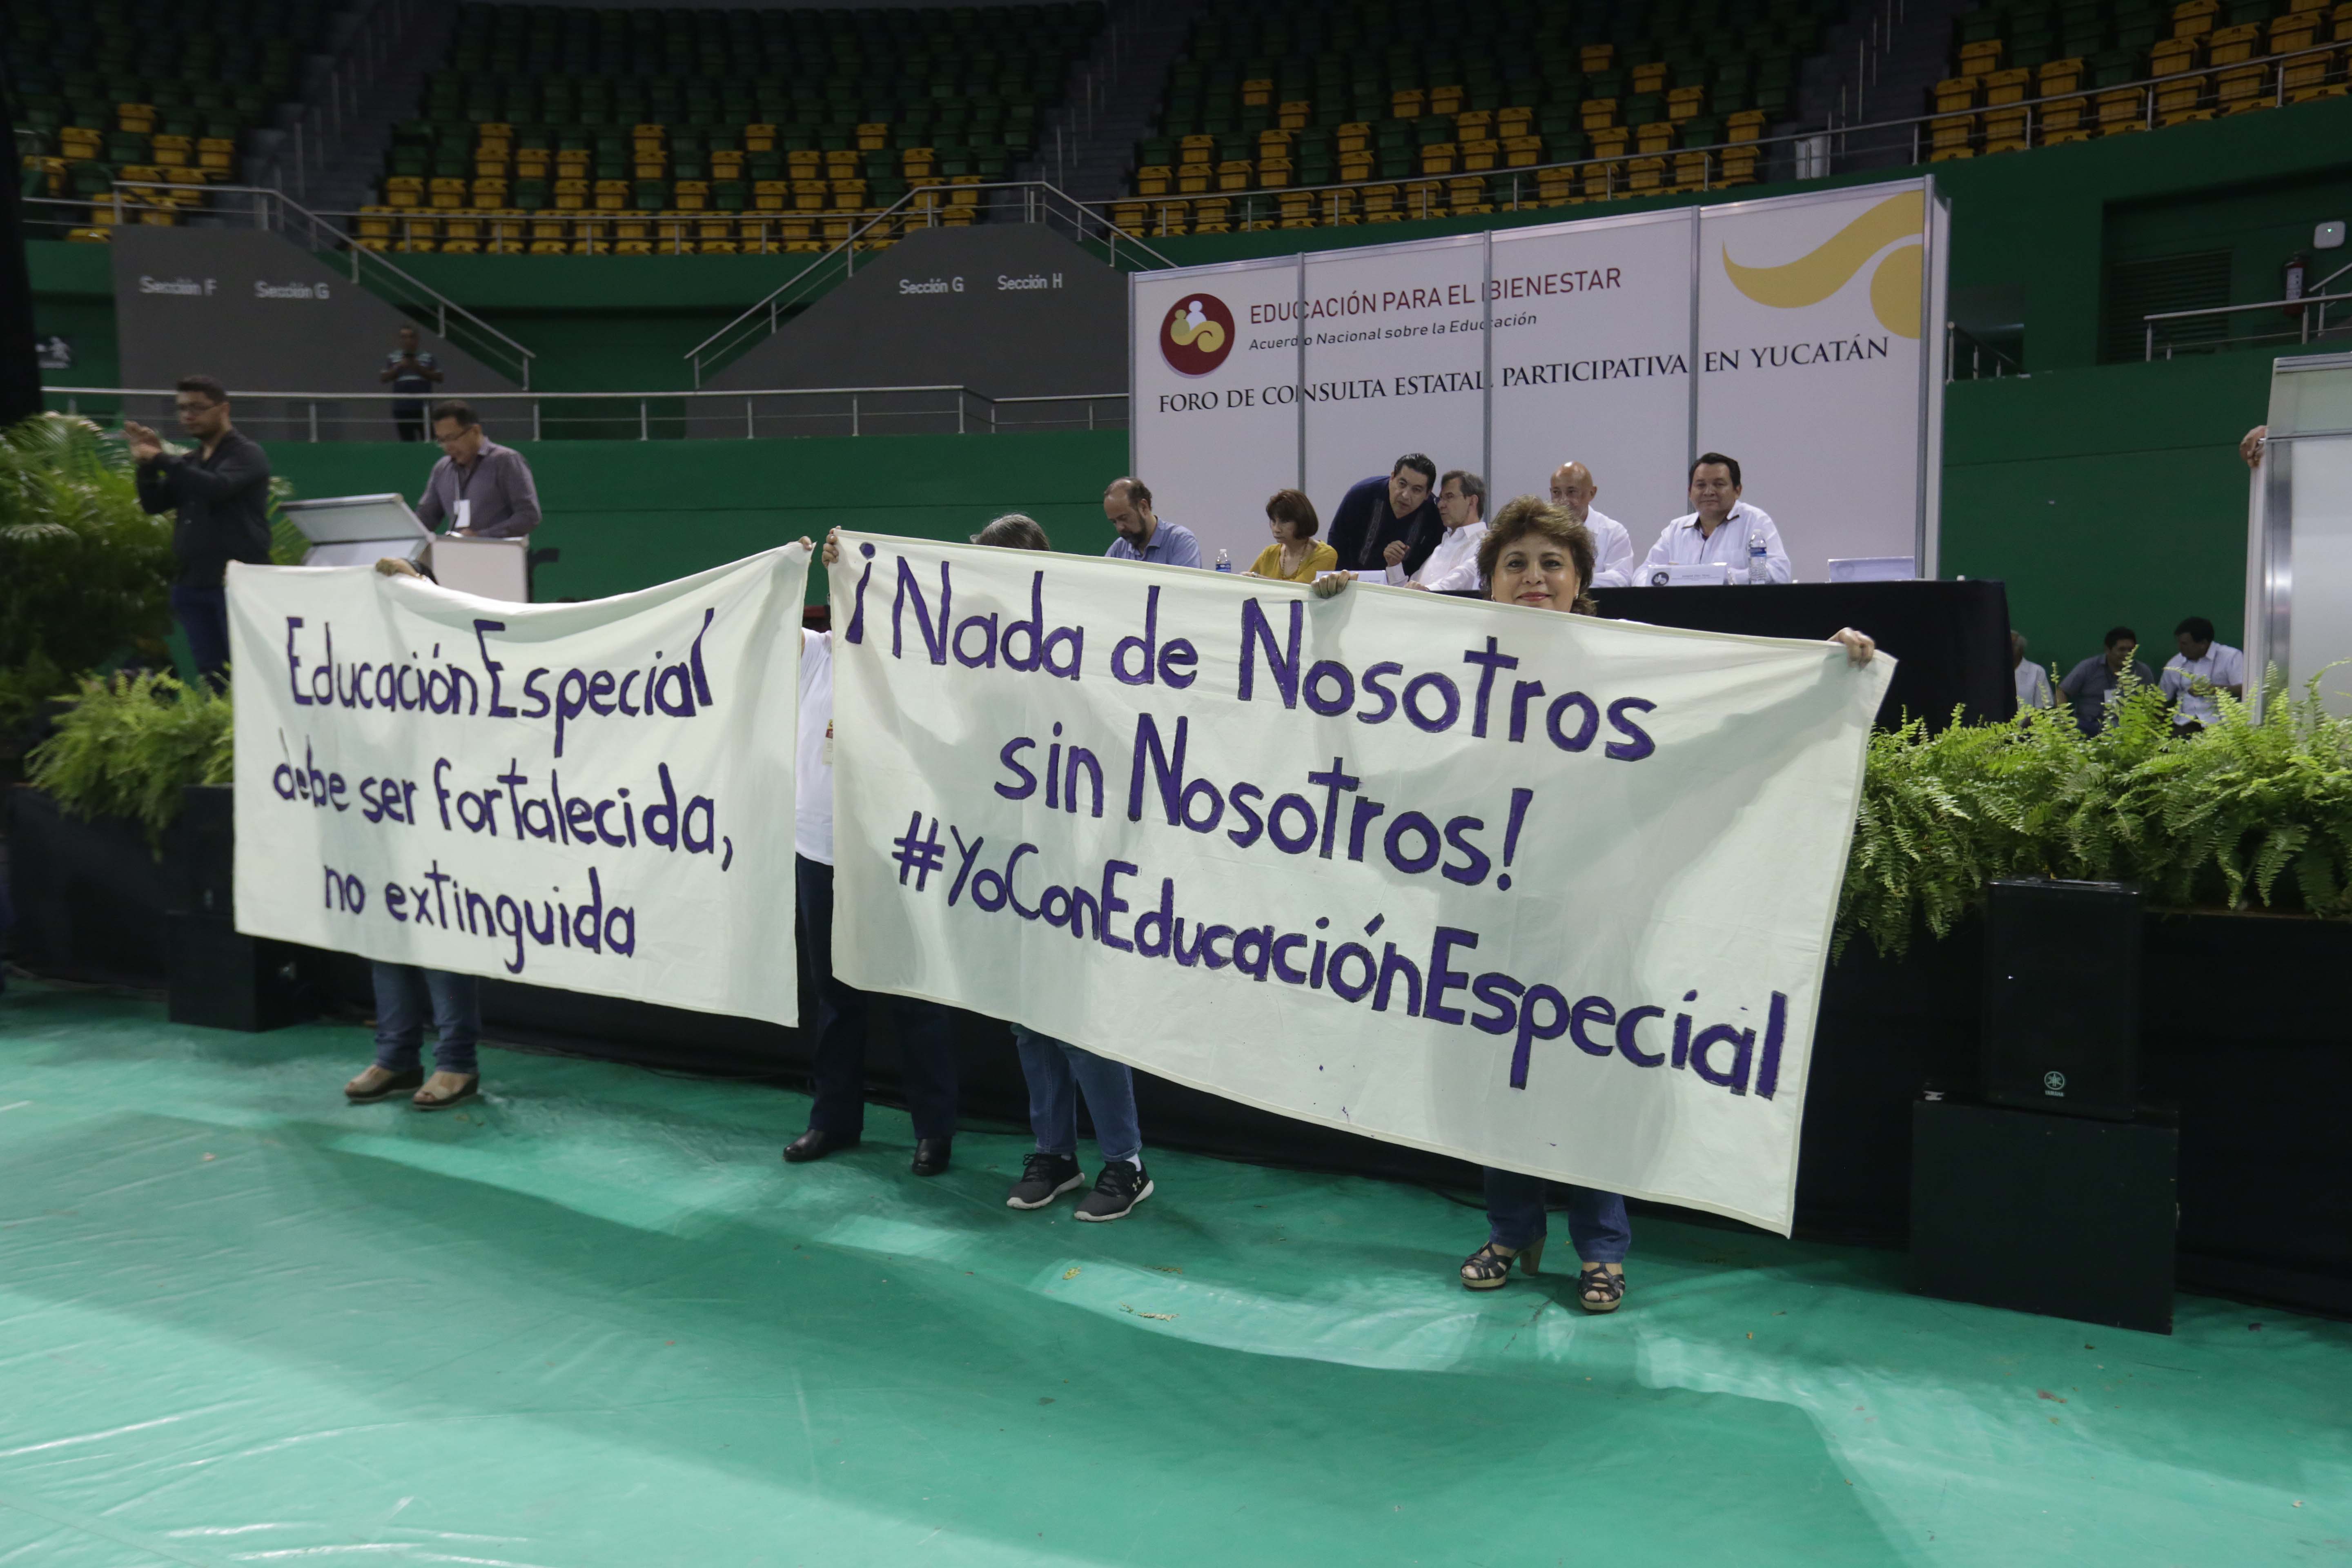 Sección F
Sección G
Sección G
Sección H
EDUCACIÓN PARA EL BIENESTAR
Acuerdo Nacional sobre la Educación
FORO DE CONSULTA ESTATAL PARTICIPATIVA EN YUCATÁN
Educación Especial
debe ser fortalecida,
no extinguida
¡Nada de Nosotros
sin Nosotros!
#YoConEducaciónEspecial
YAMAHA